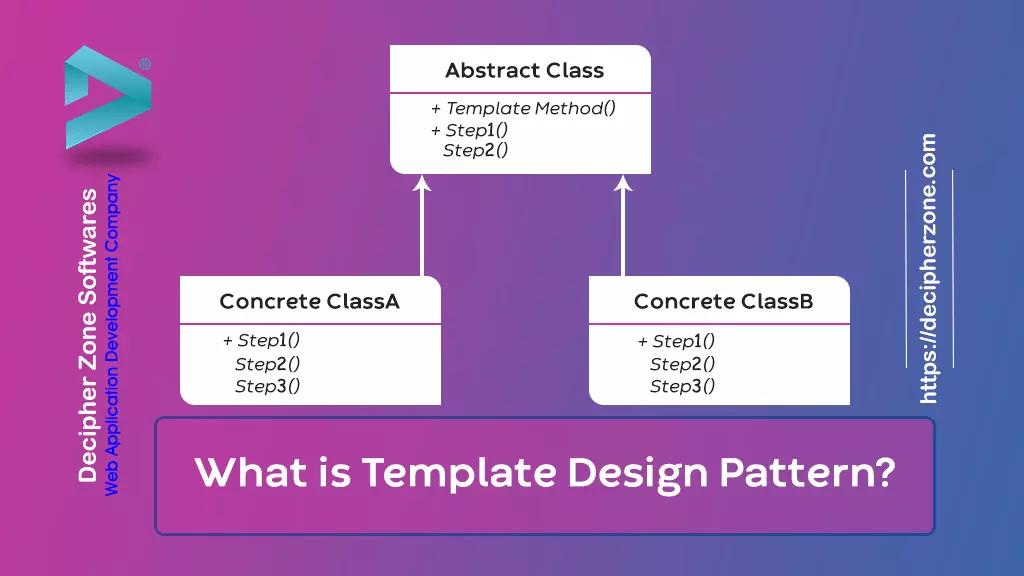 ®
Decipher Zone Softwares
Web Application Development Company
Abstract Class
+ Template Method()
+ Step1()
Step2()
Concrete ClassA
+ Step1()
Step2()
Step3()
Concrete ClassB
+ Step1()
Step2()
Step3()
https://decipherzone.com
What is Template Design Pattern?